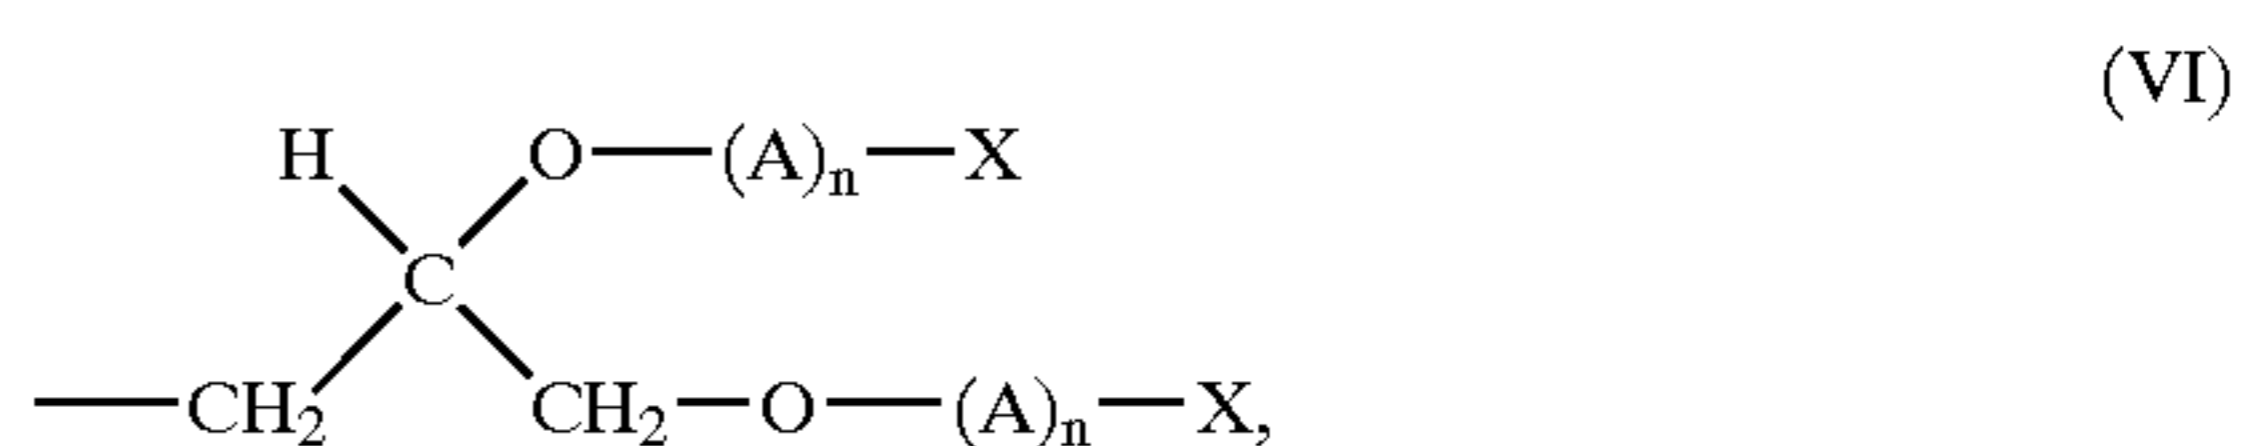 (VI)
H O—(A)n—X
C
—CH2 CH2—O—(A)n—X,